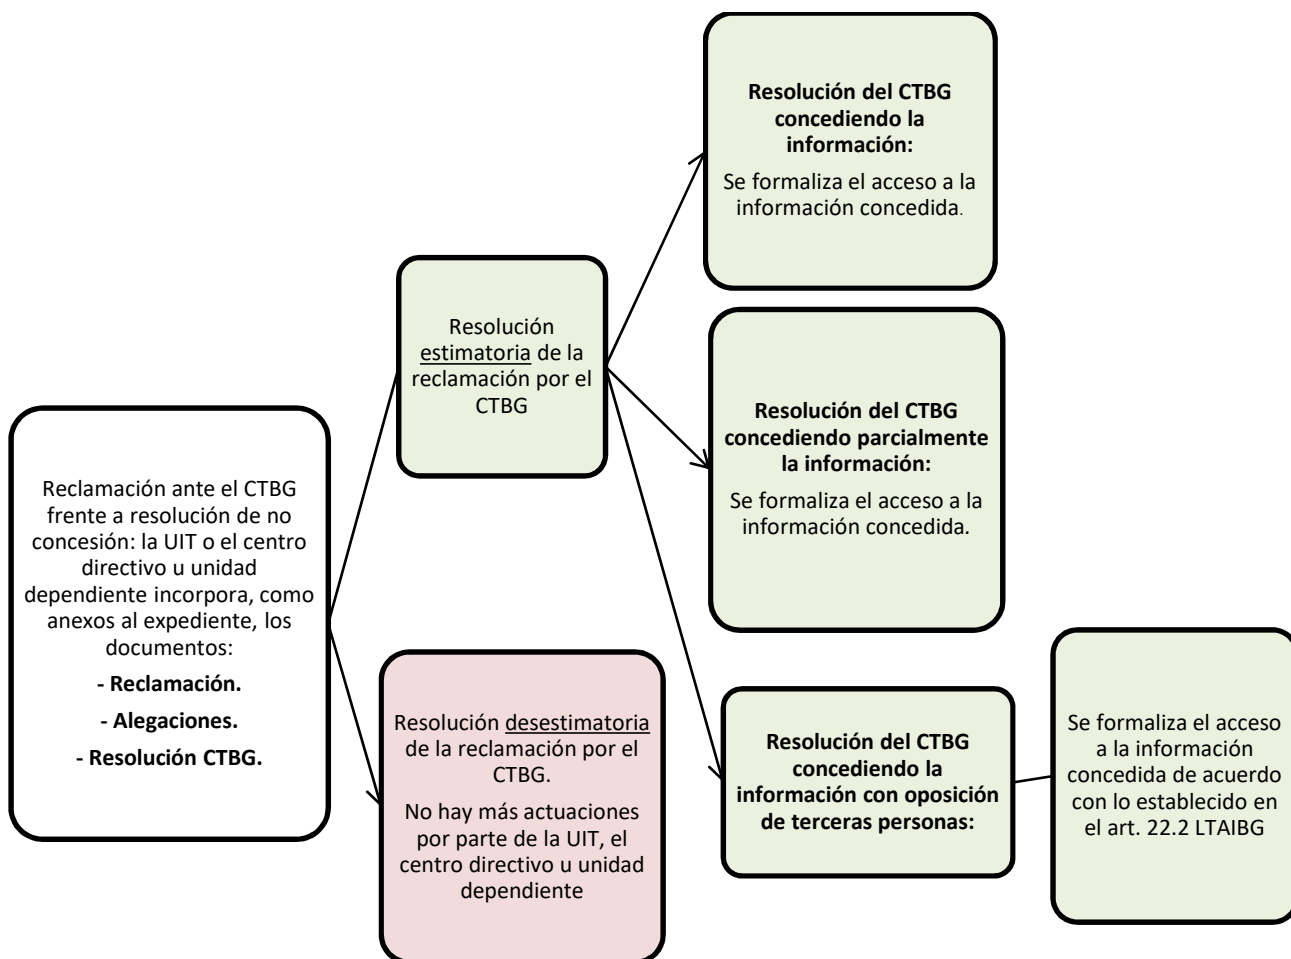 Reclamación ante el CTBG
frente a resolución de no
concesión: la UIT o el centro
directivo u unidad
dependiente incorpora, como
anexos al expediente, los
documentos:
- Reclamación.
- Alegaciones.
- Resolución CTBG.
Resolución
estimatoria de la
reclamación por el
CTBG
Resolución desestimatoria
de la reclamación por el
CTBG.
No hay más actuaciones
por parte de la UIT, el
centro directivo u unidad
dependiente
Resolución del CTBG
concediendo la
información:
Se formaliza el acceso a la
información concedida.
Resolución del CTBG
concediendo parcialmente
la información:
Se formaliza el acceso a la
información concedida.
Resolución del CTBG
concediendo la
información con oposición
de terceras personas:
Se formaliza el acceso
a la información
concedida de acuerdo
con lo establecido en
el art. 22.2 LTAIBG